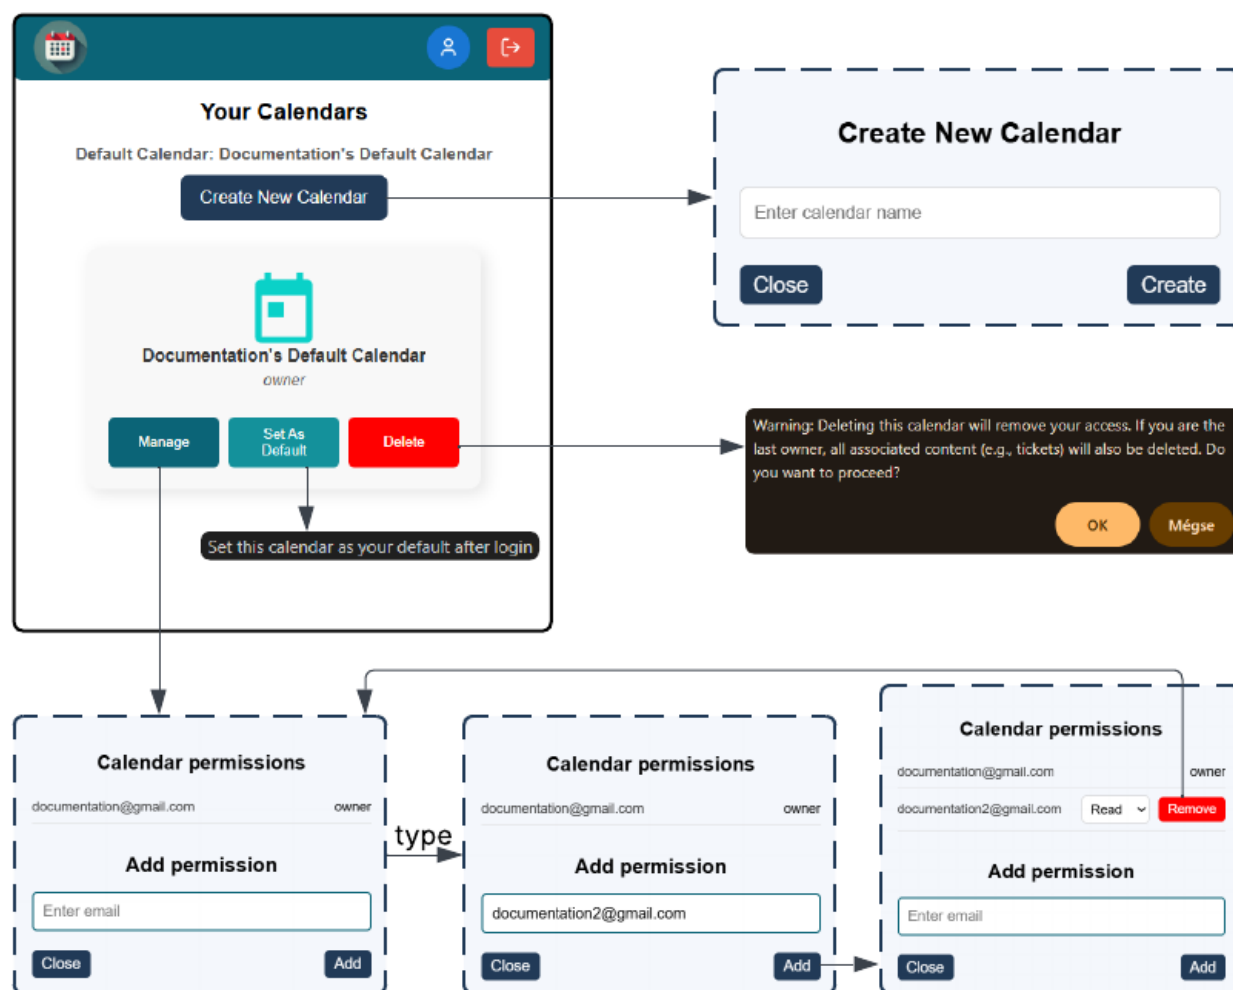 Your Calendars
Default Calendar: Documentation's Default Calendar
Create New Calendar
Documentation's Default Calendar
owner
Manage
Set As
Default
Delete
Set this calendar as your default after login
Create New Calendar
Enter calendar name
Close
Create
Warning: Deleting this calendar will remove your access. If you are the
last owner, all associated content (e.g., tickets) will also be deleted. Do
you want to proceed?
OK
Mégse
Calendar permissions
documentation@gmail.com
owner
Add permission
Enter email
Close
Add
type
Calendar permissions
documentation@gmail.com
owner
Add permission
documentation2@gmail.com
Close
Add
Calendar permissions
documentation@gmail.com
owner
documentation2@gmail.com
Read
Remove
Add permission
Enter email
Close
Add